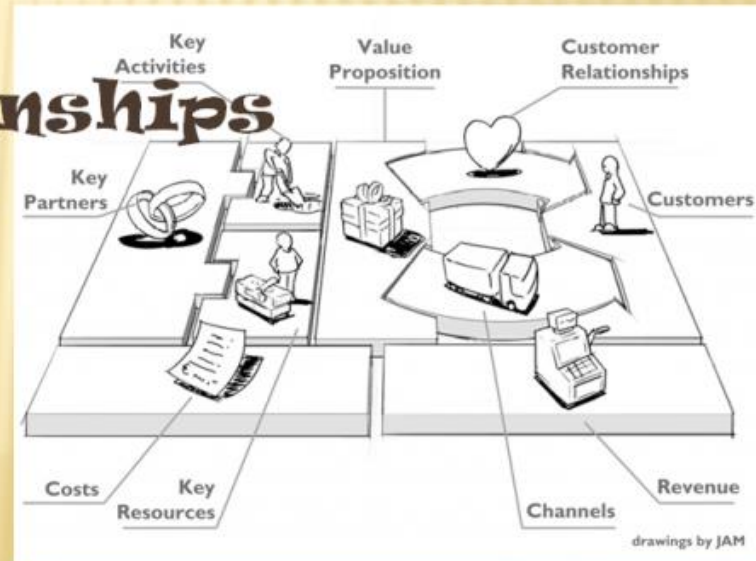 Key
Activities
Value
Proposition
Customer
Relationships
nships
Key
Partners
Customers
Costs
Key
Resources
Channels
Revenue
drawings by JAM